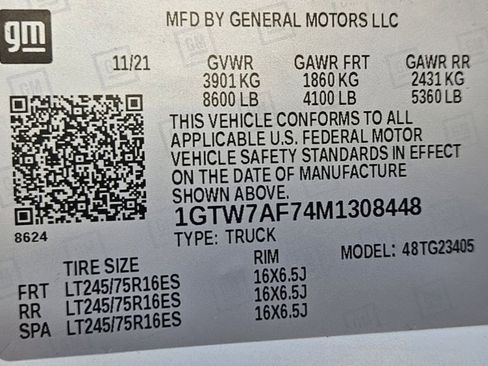 gm
MFD BY GENERAL MOTORS LLC
11/21 GVWR GAWR FRT GAWR RR
3901 KG 1860 KG 2431 KG
8600 LB 4100 LB 5360 LB
THIS VEHICLE CONFORMS TO ALL
APPLICABLE U.S. FEDERAL MOTOR
VEHICLE SAFETY STANDARDS IN EFFECT
ON THE DATE OF MANUFACTURE
SHOWN ABOVE.
8624
1GTW7AF74M1308448
TYPE: TRUCK MODEL: 48TG23405
TIRE SIZE RIM
FRT LT245/75R16ES 16X6.5J
RR LT245/75R16ES 16X6.5J
SPA LT245/75R16ES 16X6.5J